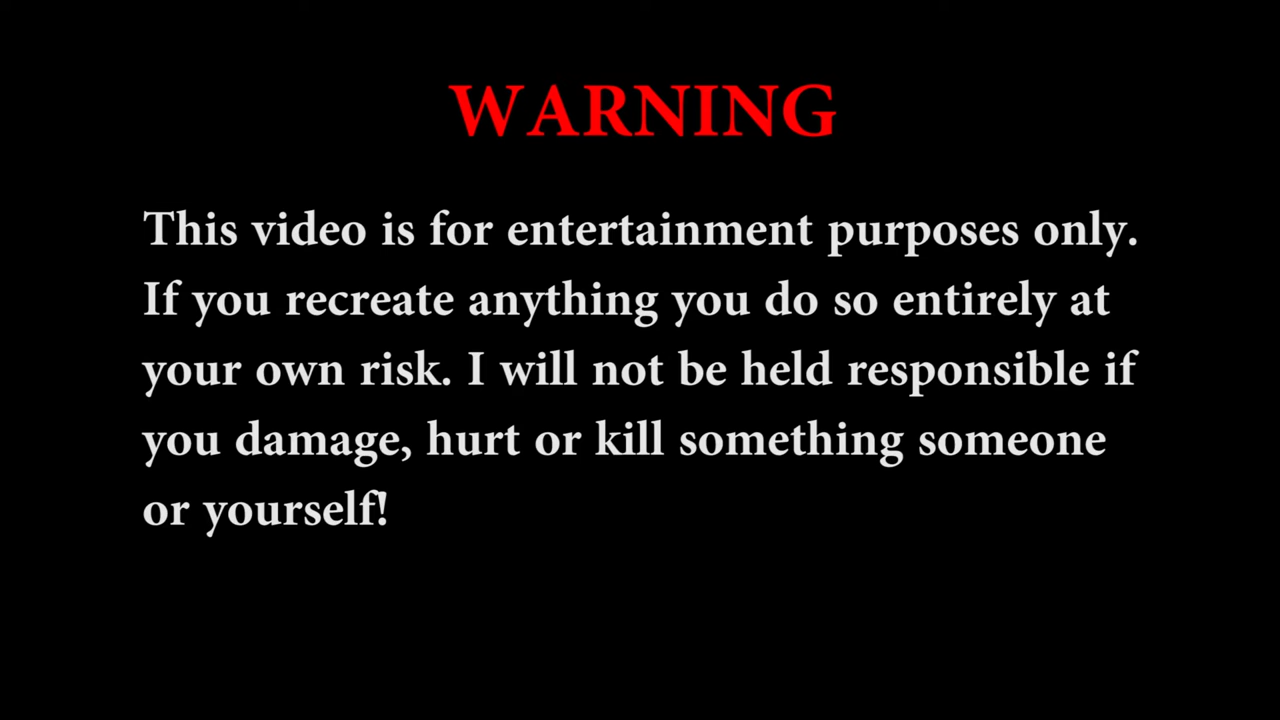 WARNING
This video is for entertainment purposes only.
If you recreate anything you do so entirely at
your own risk. I will not be held responsible if
you damage, hurt or kill something someone
or yourself!